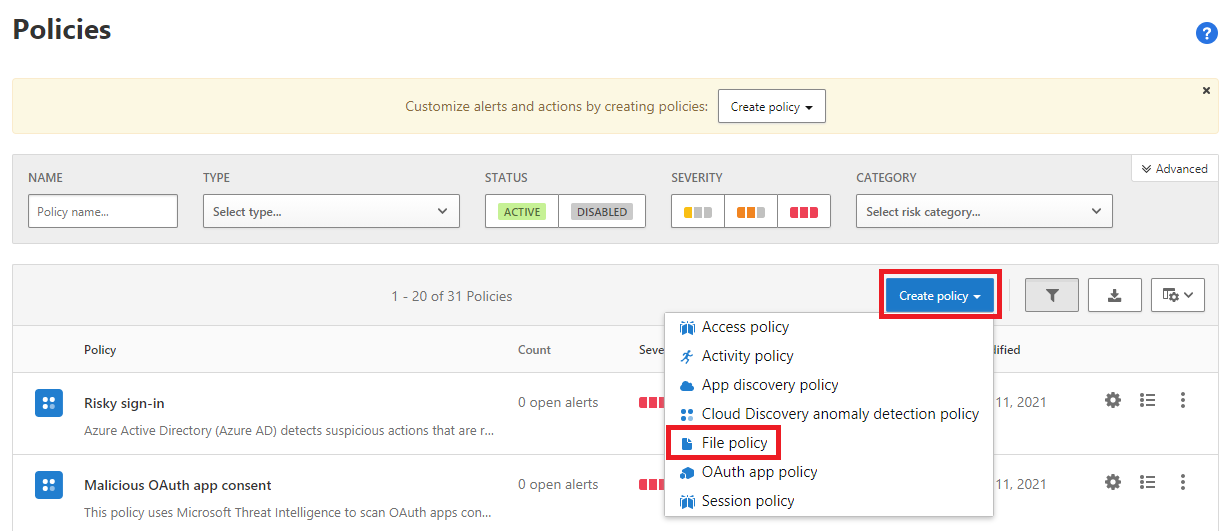 Policies
?
Customize alerts and actions by creating policies: Create policy
Advanced
NAME TYPE STATUS SEVERITY CATEGORY
Policy name... Select type... ACTIVE DISABLED Select risk category...
1 - 20 of 31 Policies Create policy
Access policy
Policy Count Seve lified
Activity policy
App discovery policy
Risky sign-in 0 open alerts 11, 2021
Cloud Discovery anomaly detection policy
Azure Active Directory (Azure AD) detects suspicious actions that are r...
File policy
OAuth app policy
Malicious OAuth app consent 0 open alerts 11, 2021
Session policy
This policy uses Microsoft Threat Intelligence to scan OAuth apps con...